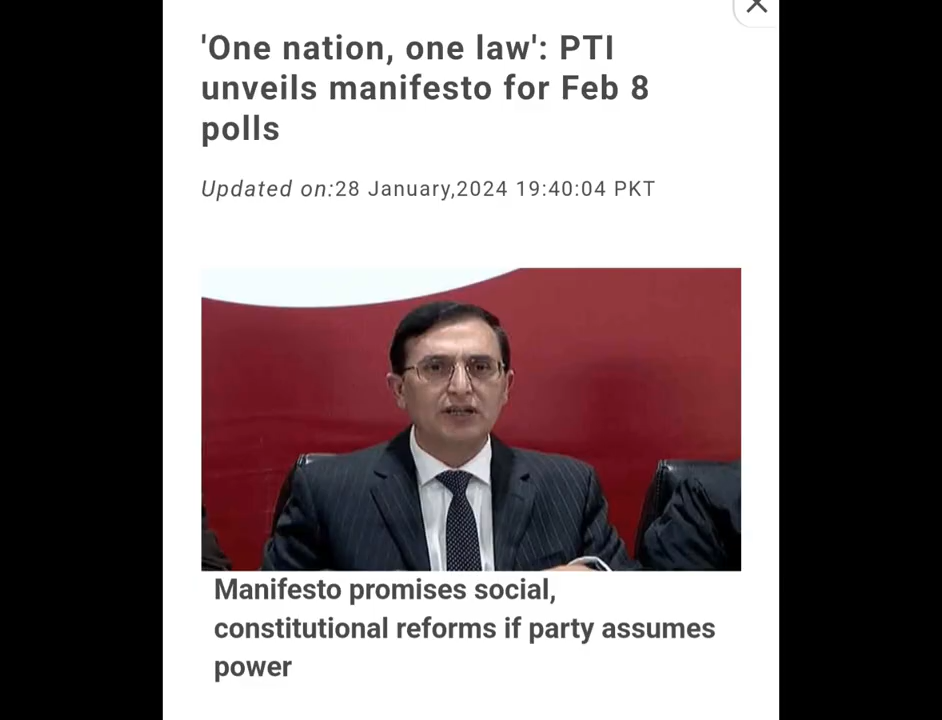 'One nation, one law': PTI
unveils manifesto for Feb 8
polls
Updated on:28 January,2024 19:40:04 PKT
Manifesto promises social,
constitutional reforms if party assumes
power